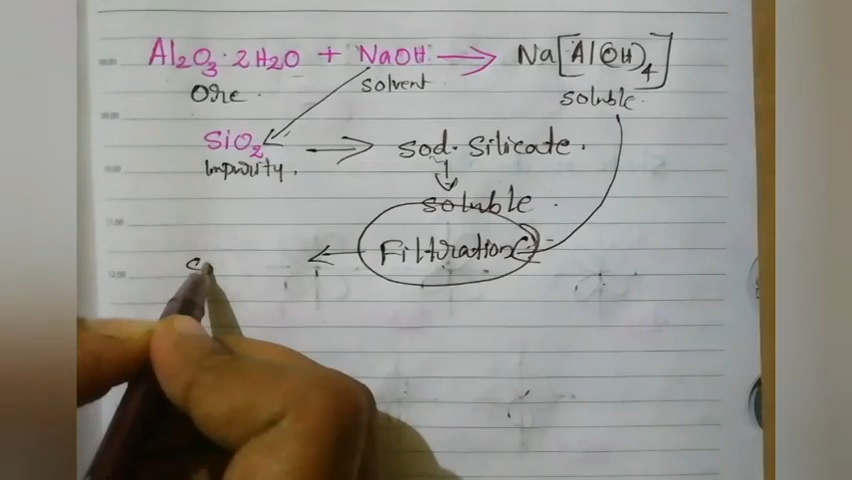 Al2O3·2H2O + NaOH → Na[Al(OH)4]
Ore solvent soluble
SiO2 → Sod. Silicate.
Impurity.
↓
soluble
← Filtration